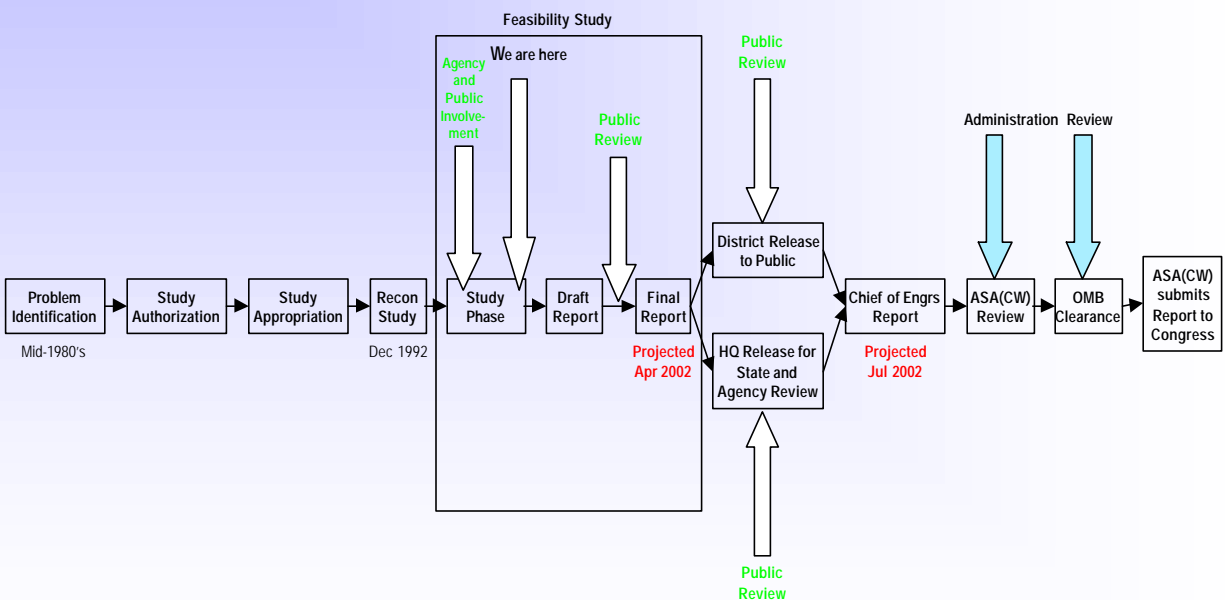 Feasibility Study
We are here
Agency
and
Public
Involve-
ment
Public
Review
Public
Review
Administration Review
Problem
Identification
Mid-1980's
Study
Authorization
Study
Appropriation
Recon
Study
Dec 1992
Study
Phase
Draft
Report
Final
Report
Projected
Apr 2002
District Release
to Public
HQ Release for
State and
Agency Review
Public
Review
Chief of Engrs
Report
Projected
Jul 2002
ASA(CW)
Review
OMB
Clearance
ASA(CW)
submits
Report to
Congress